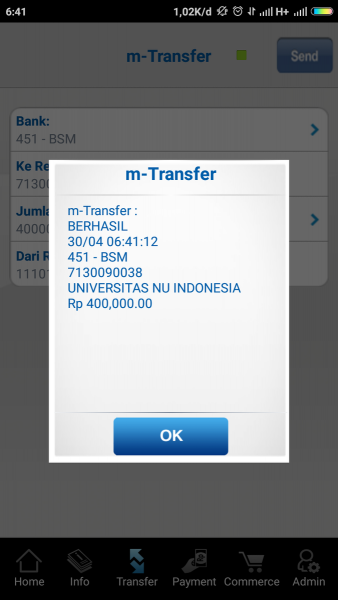 6:41
1,02K/d
H+
m-Transfer
Send
Bank:
451 - BSM
Ke Re
7130
Jumla
4000
Dari R
1110
m-Transfer
m-Transfer :
BERHASIL
30/04 06:41:12
451 - BSM
7130090038
UNIVERSITAS NU INDONESIA
Rp 400,000.00
OK
Home
Info
Transfer
Payment
Commerce
Admin